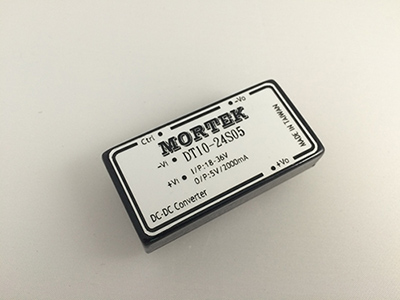 Ctrl
-Vo
MORTEK
DT10-24S05
-Vi
+Vi
I/P:18-36V
O/P:5V/2000mA
+Vo
MADE IN TAIWAN
DC-DC Converter